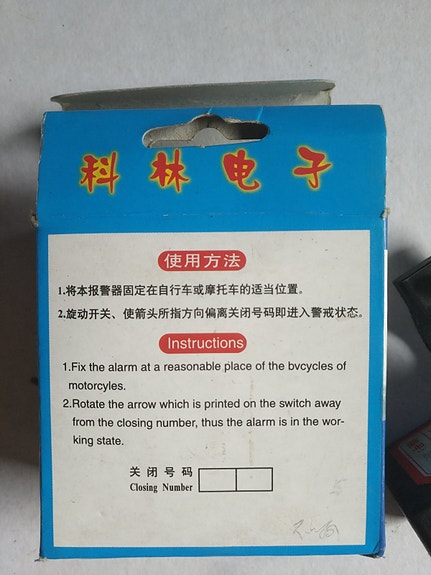 科林电子
使用方法
1.将本报警器固定在自行车或摩托车的适当位置。
2.旋动开关、使箭头所指方向偏离关闭号码即进入警戒状态。
Instructions
1.Fix the alarm at a reasonable place of the bvcycles of
motorcyles.
2.Rotate the arrow which is printed on the switch away
from the closing number, thus the alarm is in the wor-
king state.
关闭号码
Closing Number